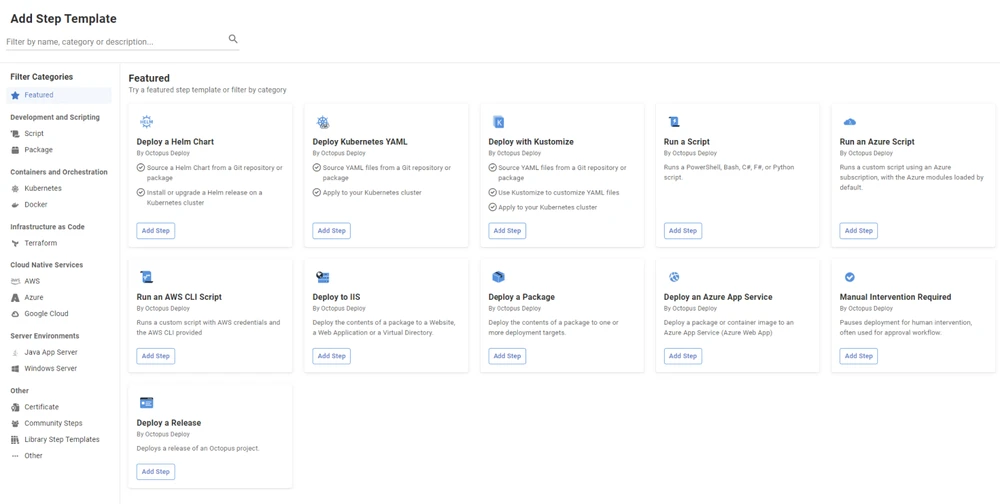 Add Step Template
Filter by name, category or description...
Filter Categories
Featured
Development and Scripting
Script
Package
Containers and Orchestration
Kubernetes
Docker
Infrastructure as Code
Terraform
Cloud Native Services
AWS
Azure
Google Cloud
Server Environments
Java App Server
Windows Server
Other
Certificate
Community Steps
Library Step Templates
Other
Featured
Try a featured step template or filter by category
HELM
Deploy a Helm Chart
By Octopus Deploy
Source a Helm Chart from a Git repository or
package
Install or upgrade a Helm release on a
Kubernetes cluster
Add Step
Deploy Kubernetes YAML
By Octopus Deploy
Source YAML files from a Git repository or
package
Apply to your Kubernetes cluster
Add Step
K
Deploy with Kustomize
By Octopus Deploy
Source YAML files from a Git repository or
package
Use Kustomize to customize YAML files
Apply to your Kubernetes cluster
Add Step
Run a Script
By Octopus Deploy
Runs a PowerShell, Bash, C#, F#, or Python
script.
Add Step
Run an Azure Script
By Octopus Deploy
Runs a custom script using an Azure
subscription, with the Azure modules loaded by
default.
Add Step
Run an AWS CLI Script
By Octopus Deploy
Runs a custom script with AWS credentials and
the AWS CLI provided
Add Step
Deploy to IIS
By Octopus Deploy
Deploy the contents of a package to a Website,
a Web Application or a Virtual Directory.
Add Step
Deploy a Package
By Octopus Deploy
Deploy the contents of a package to one or
more deployment targets.
Add Step
Deploy an Azure App Service
By Octopus Deploy
Deploy a package or container image to an
Azure App Service (Azure Web App)
Add Step
Manual Intervention Required
By Octopus Deploy
Pauses deployment for human intervention,
often used for approval workflow.
Add Step
Deploy a Release
By Octopus Deploy
Deploys a release of an Octopus project.
Add Step